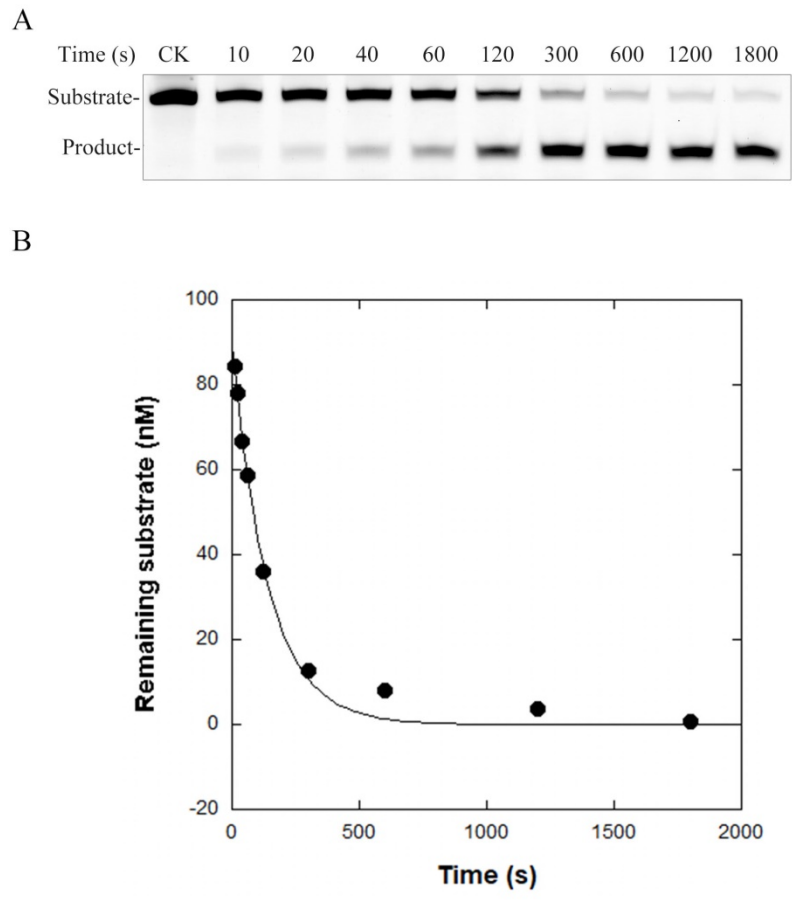 A
Time (s) CK 10 20 40 60 120 300 600 1200 1800
Substrate-
Product-
B
100
80
60
40
20
0
-20
0 500 1000 1500 2000
Remaining substrate (nM)
Time (s)